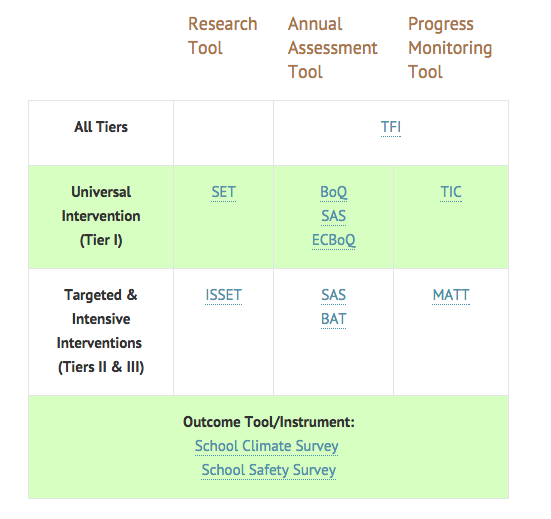 Research Annual Progress
Tool Assessment Monitoring
Tool Tool
All Tiers TFI
Universal SET BoQ TIC
Intervention SAS
(Tier I) ECBoQ
Targeted & ISSET SAS MATT
Intensive BAT
Interventions
(Tiers II & III)
Outcome Tool/Instrument:
School Climate Survey
School Safety Survey